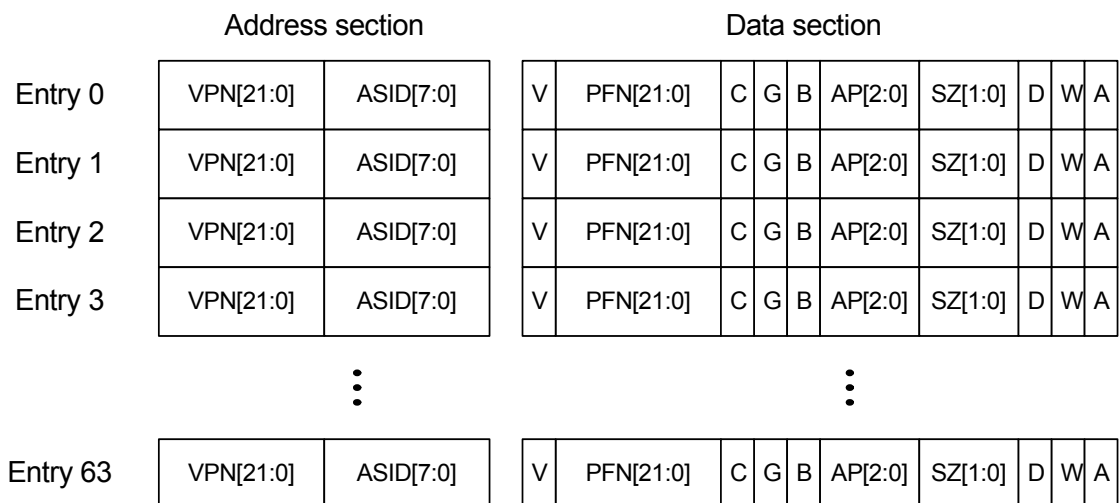 Address section Data section
Entry 0 VPN[21:0] ASID[7:0] V PFN[21:0] C G B AP[2:0] SZ[1:0] D W A
Entry 1 VPN[21:0] ASID[7:0] V PFN[21:0] C G B AP[2:0] SZ[1:0] D W A
Entry 2 VPN[21:0] ASID[7:0] V PFN[21:0] C G B AP[2:0] SZ[1:0] D W A
Entry 3 VPN[21:0] ASID[7:0] V PFN[21:0] C G B AP[2:0] SZ[1:0] D W A
Entry 63 VPN[21:0] ASID[7:0] V PFN[21:0] C G B AP[2:0] SZ[1:0] D W A